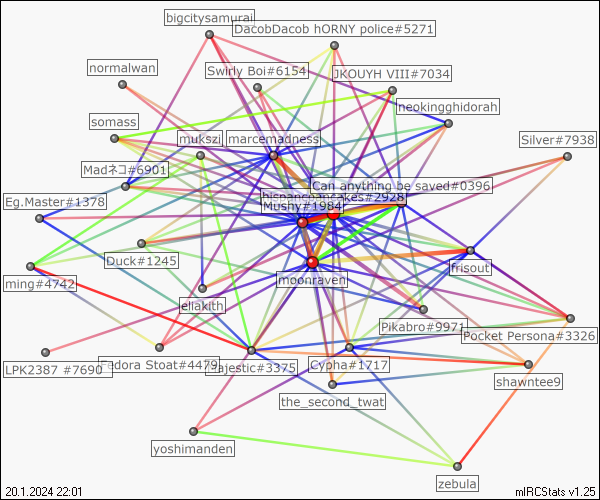 bigcitysamurai
DacobDacob hORNY police#5271
normalwan
Swirly Boi#6154
JKOUYH VIII#7034
neokingghidorah
somass
mukszi
marcemadness
Silver#7938
Madネコ#6901
Can anything be saved#0396
hispanicpancakes#2928
Eg.Master#1378
Mushy#1984
Duck#1245
frisout
ming#4742
moonraven
eliakith
Pikabro#9971
Pocket Persona#3326
LPK2387 #7690
Fedora Stoat#4479
Majestic#3375
Cypha#1717
shawntee9
the_second_twat
yoshimanden
zebula
20.1.2024 22:01
mIRCStats v1.25